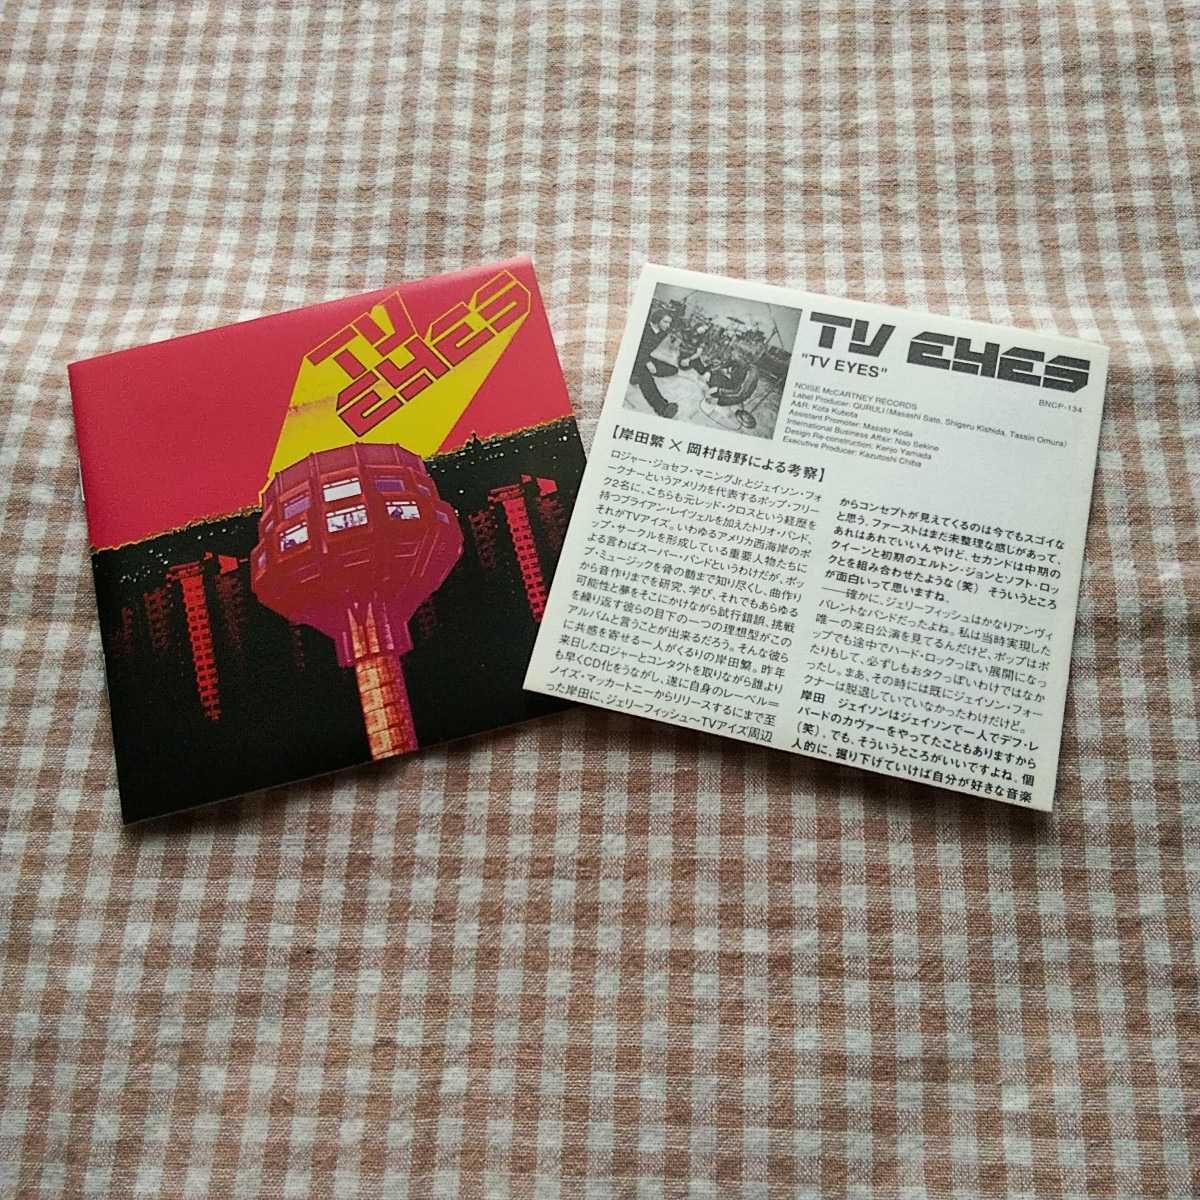 TV
EYES
TV EYES
"TV EYES"
BNCP-134
NOISE McCARTNEY RECORDS
Label Producer: QURULI (Masashi Sato, Shigeru Kishida, Tassin Omura)
A&R: Kota Kubota
Assistant Promoter: Masato Koda
International Business Affair: Nao Sekine
Design Re-construction: Kenjo Yamada
Executive Producer: Kazutoshi Chiba
【岸田繁×岡村詩野による考察】
ロジャー・ジョセフ・マニングJr.とジェイソン・フォ
ークナーというアメリカを代表するポップ・フリー
ク2名に、こちらも元レッド・クロスという経歴を
持つブライアン・レイツェルを加えたトリオ・バンド、
それがTVアイズ。いわゆるアメリカ西海岸のポ
ップ・サークルを形成している重要人物たちに
よる言わばスーパー・バンドというわけだが、ポッ
プ・ミュージックを骨の髄まで知り尽くし、曲作り
から音作りまでを研究、学び、それでもあらゆる
可能性と夢をそこにかけながら試行錯誤、挑戦
を繰り返す彼らの目下の一つの理想型がこの
アルバムと言うことが出来るだろう。そんな彼ら
に共感を寄せる一人がくるりの岸田繁。昨年
来日したロジャーとコンタクトを取りながら誰より
も早くCD化をうながし、遂に自身のレーベル＝
ノイズ・マッカートニーからリリースするにまで至
った岸田に、ジェリーフィッシュ〜TVアイズ周辺
からコンセプトが見えてくるのは今でもスゴイな
と思う。ファーストはまだ未整理な感じがあって、
あれはあれでいいんやけど、セカンドは中期の
クイーンと初期のエルトン・ジョンとソフト・ロッ
クとを組み合わせたような(笑) そういうところ
が面白いって思いますね。
――確かに、ジェリーフィッシュはかなりアンヴィ
バレントなバンドだったよね。私は当時実現した
唯一の来日公演を見てるんだけど、ポップはポ
ップでも途中でハード・ロックっぽい展開になっ
たりもして、必ずしもおタクっぽいわけではなか
ったし。まあ、その時には既にジェイソン・フォー
クナーは脱退していていなかったわけだけど。
岸田 ジェイソンはジェイソンで一人でデフ・レ
パードのカヴァーをやってたこともありますから
(笑)。でも、そういうところがいいですよね。個
人的に、掘り下げていけば自分が好きな音楽